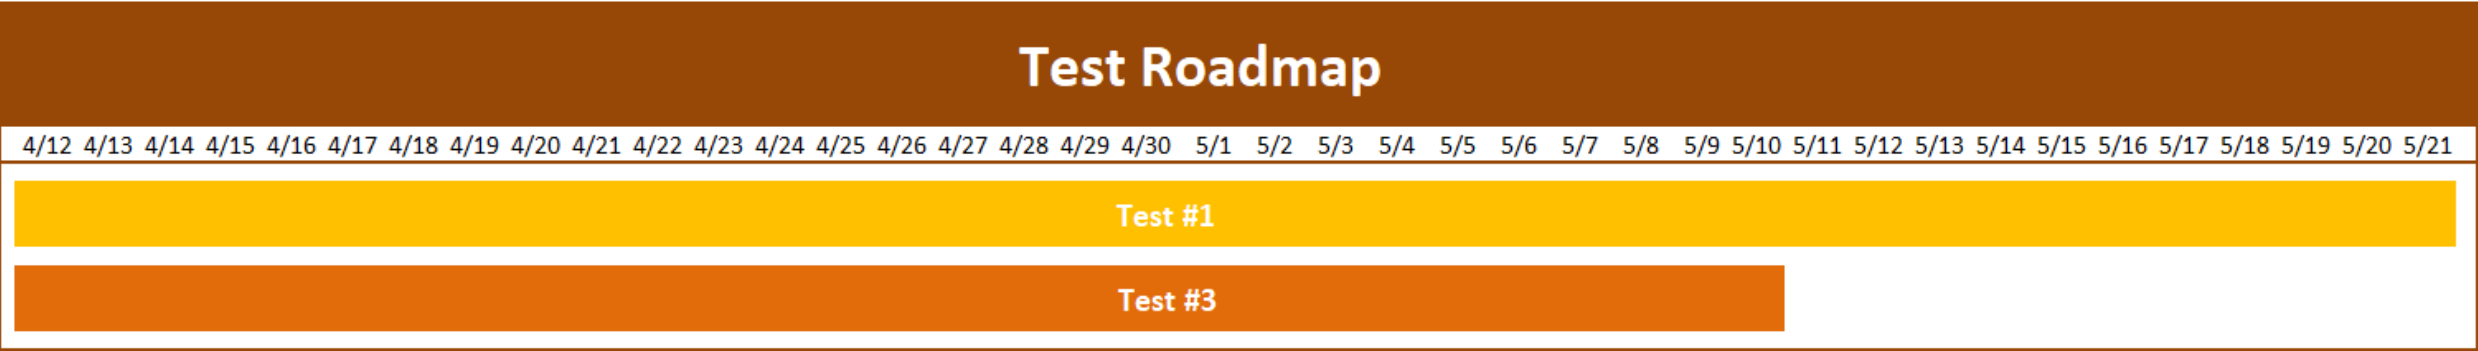 Test Roadmap
4/12 4/13 4/14 4/15 4/16 4/17 4/18 4/19 4/20 4/21 4/22 4/23 4/24 4/25 4/26 4/27 4/28 4/29 4/30 5/1 5/2 5/3 5/4 5/5 5/6 5/7 5/8 5/9 5/10 5/11 5/12 5/13 5/14 5/15 5/16 5/17 5/18 5/19 5/20 5/21
Test #1
Test #3